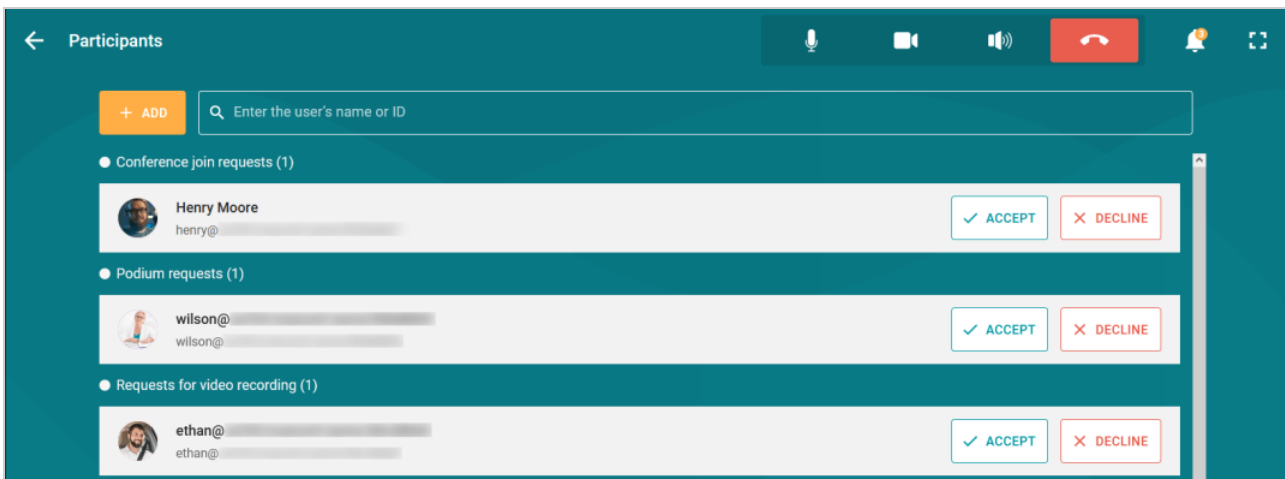 Participants
3
+ ADD
Enter the user's name or ID
Conference join requests (1)
Henry Moore
henry@
ACCEPT
DECLINE
Podium requests (1)
wilson@
wilson@
ACCEPT
DECLINE
Requests for video recording (1)
ethan@
ethan@
ACCEPT
DECLINE